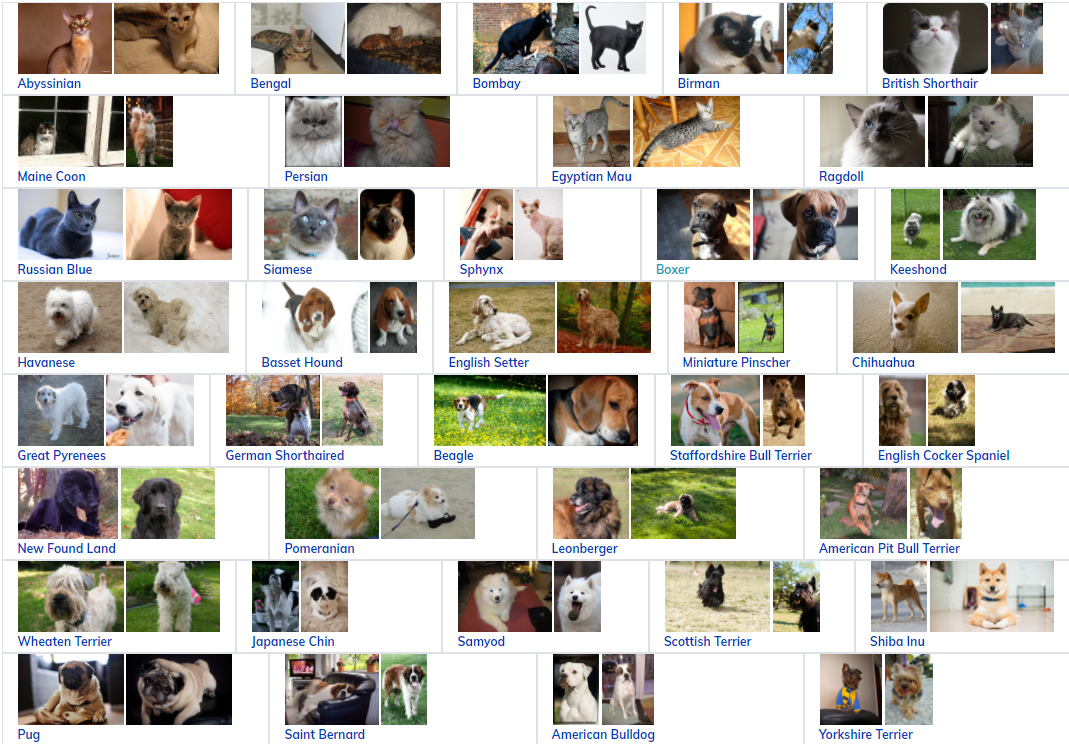 Abyssinian
Bengal
Bombay
Birman
British Shorthair
Maine Coon
Persian
Egyptian Mau
Ragdoll
Russian Blue
Siamese
Sphynx
Boxer
Keeshond
Havanese
Basset Hound
English Setter
Miniature Pinscher
Chihuahua
Great Pyrenees
German Shorthaired
Beagle
Staffordshire Bull Terrier
English Cocker Spaniel
New Found Land
Pomeranian
Leonberger
American Pit Bull Terrier
Wheaten Terrier
Japanese Chin
Samyod
Scottish Terrier
Shiba Inu
Pug
Saint Bernard
American Bulldog
Yorkshire Terrier